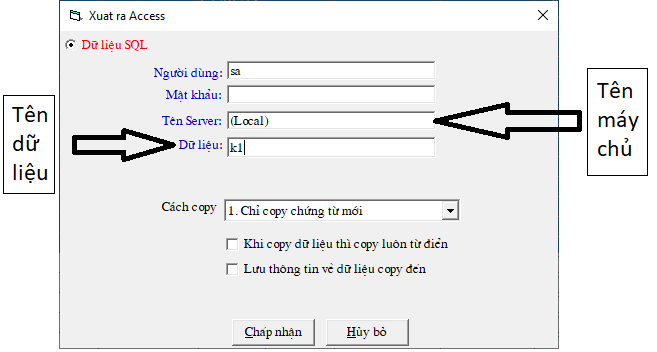 Xuat ra Access
Dữ liệu SQL
Người dùng:
sa
Mật khẩu:
Tên Server:
(Local)
Dữ liệu:
k1
Cách copy
1. Chỉ copy chứng từ mới
Khi copy dữ liệu thì copy luôn từ điển
Lưu thông tin về dữ liệu copy đến
Chấp nhận
Hủy bỏ
Tên
dữ
liệu
Tên
máy
chủ